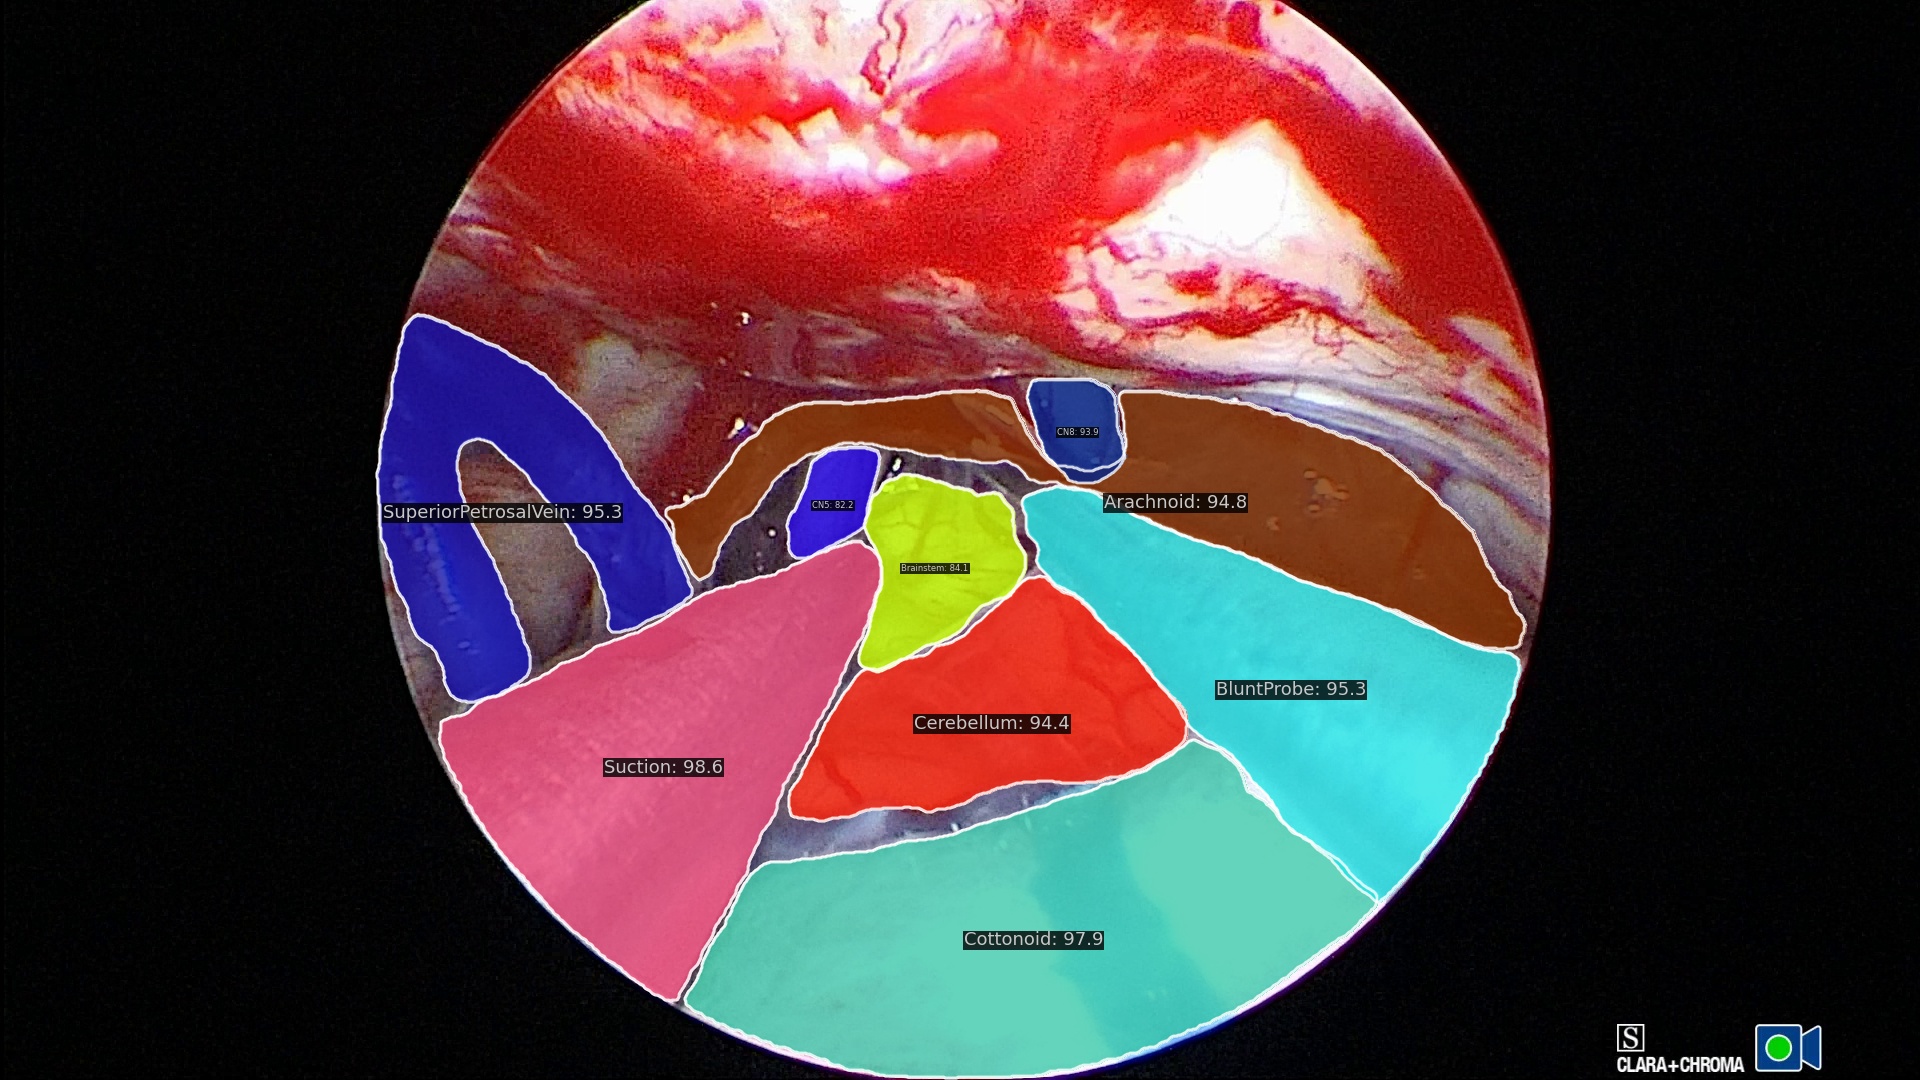 CN8: 93.9
Arachnoid: 94.8
CN5: 82.2
SuperiorPetrosalVein: 95.3
Brainstem: 84.1
BluntProbe: 95.3
Cerebellum: 94.4
Suction: 98.6
Cottonoid: 97.9
S
CLARA+CHROMA